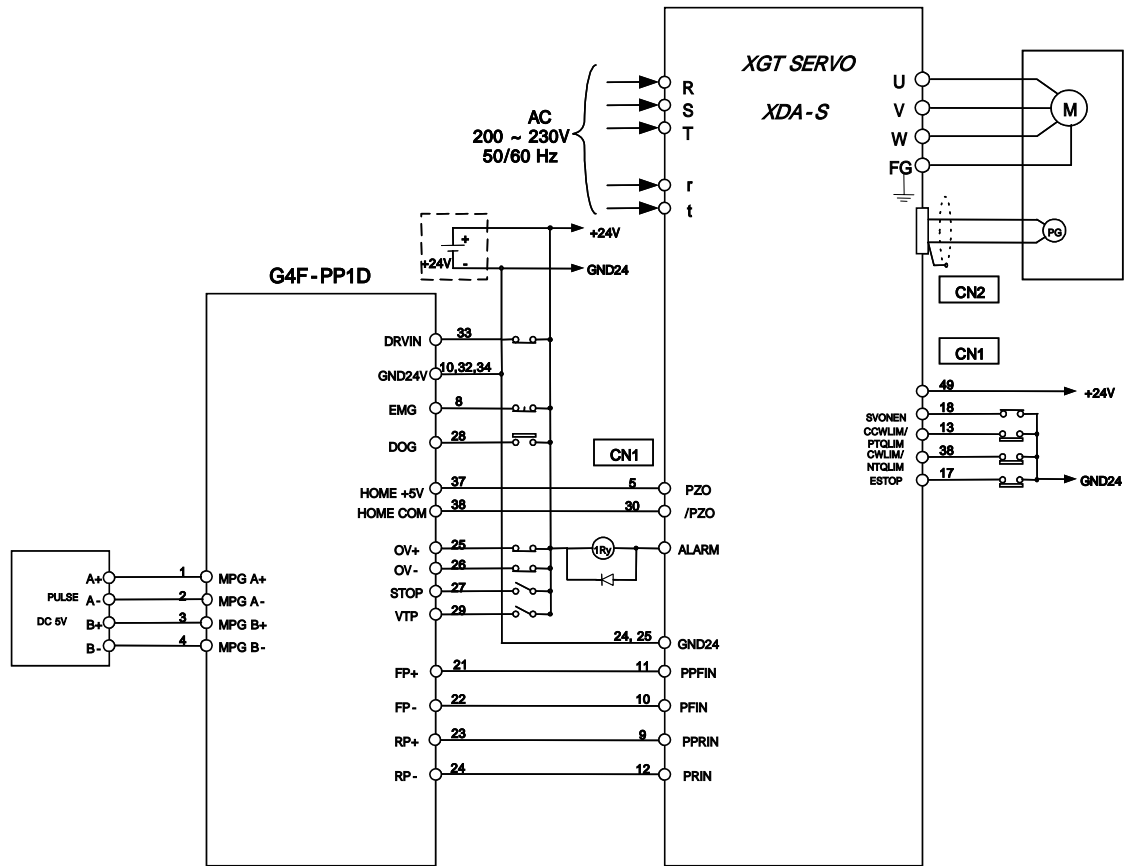 XGT SERVO
XDA-S
AC
200 ~ 230V
50/60 Hz
R
S
T
r
t
U
V
W
FG
M
PG
CN2
CN1
+
+24V
-
+24V
GND24
G4F-PP1D
DRVIN
33
GND24V
10,32,34
EMG
8
DOG
28
HOME +5V
37
HOME COM
38
OV+
25
OV-
26
STOP
27
VTP
29
FP+
21
FP-
22
RP+
23
RP-
24
CN1
5
PZO
30
/PZO
1Ry
ALARM
24, 25
GND24
11
PPFIN
10
PFIN
9
PPRIN
12
PRIN
49
+24V
SVONEN
18
CCWLIM/
PTQLIM
13
CWLIM/
NTQLIM
38
ESTOP
17
GND24
PULSE
DC 5V
A+
1
MPG A+
A-
2
MPG A-
B+
3
MPG B+
B-
4
MPG B-